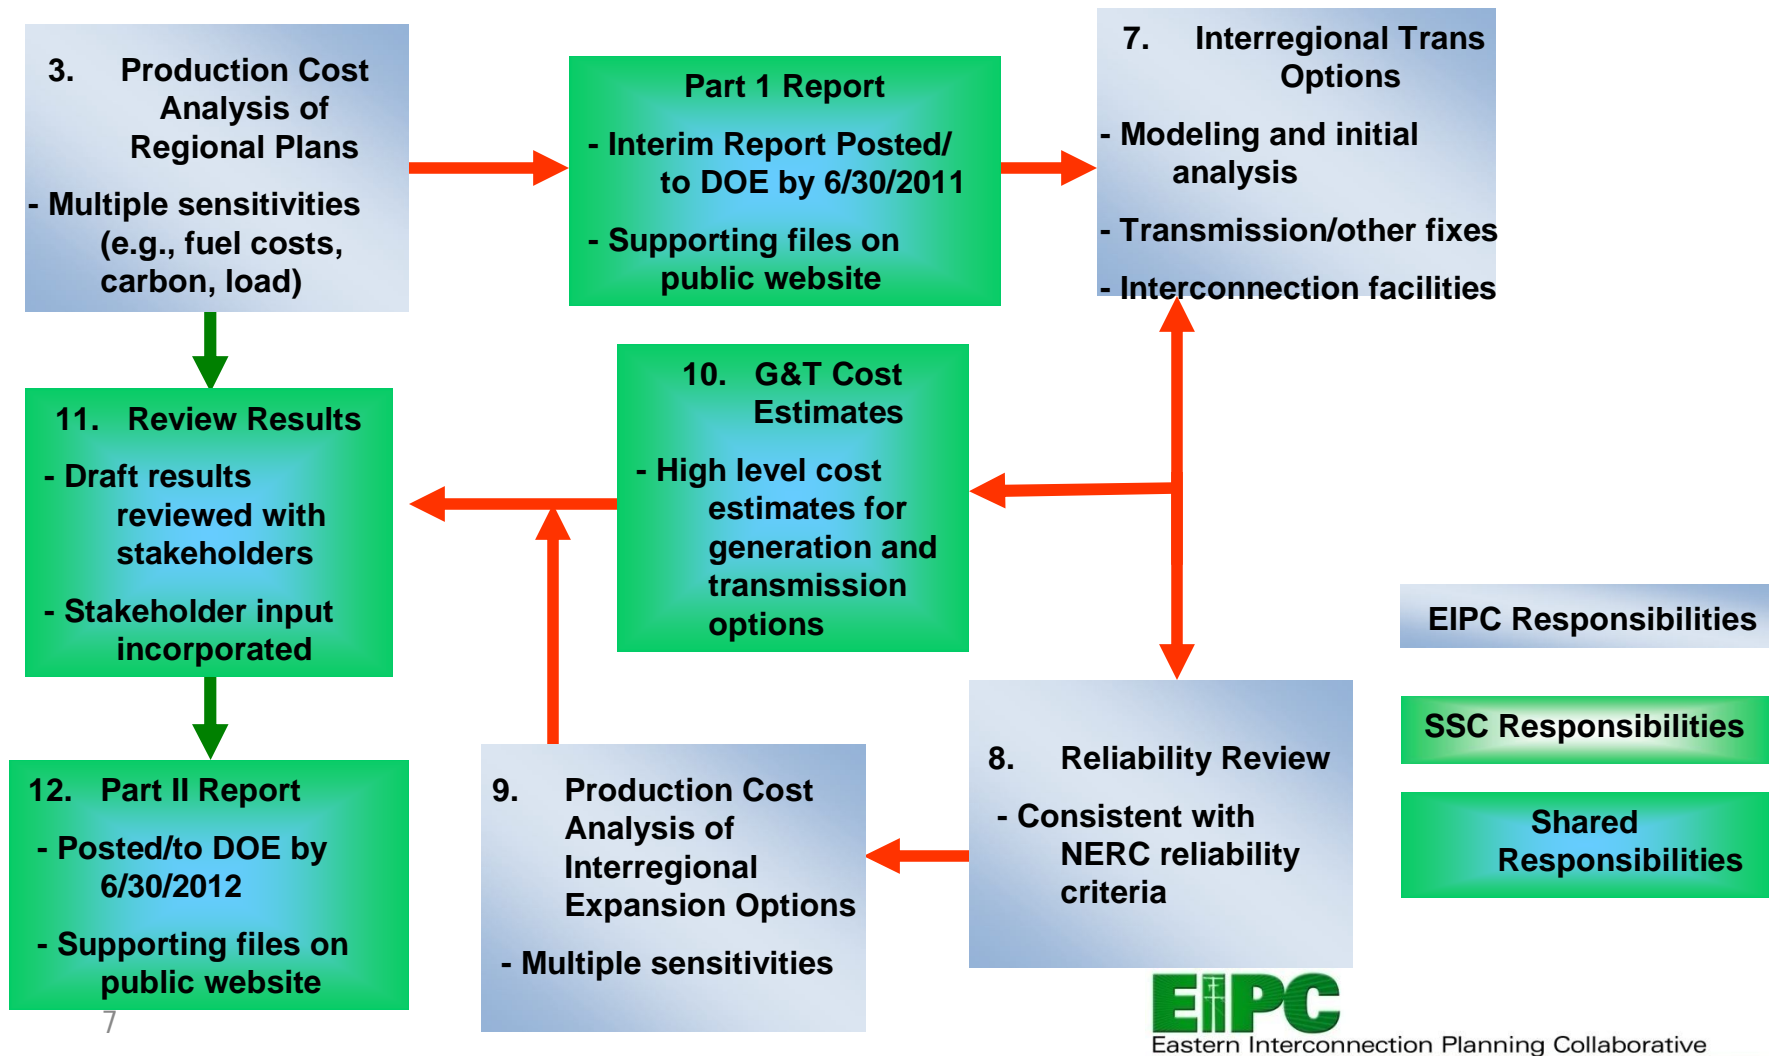 3. Production Cost
Analysis of
Regional Plans
- Multiple sensitivities
(e.g., fuel costs,
carbon, load)
Part 1 Report
- Interim Report Posted/
to DOE by 6/30/2011
- Supporting files on
public website
7. Interregional Trans
Options
- Modeling and initial
analysis
- Transmission/other fixes
- Interconnection facilities
11. Review Results
- Draft results
reviewed with
stakeholders
- Stakeholder input
incorporated
10. G&T Cost
Estimates
- High level cost
estimates for
generation and
transmission
options
12. Part II Report
- Posted/to DOE by
6/30/2012
- Supporting files on
public website
9. Production Cost
Analysis of
Interregional
Expansion Options
- Multiple sensitivities
8. Reliability Review
- Consistent with
NERC reliability
criteria
EIPC Responsibilities
SSC Responsibilities
Shared
Responsibilities
7
EIPC
Eastern Interconnection Planning Collaborative